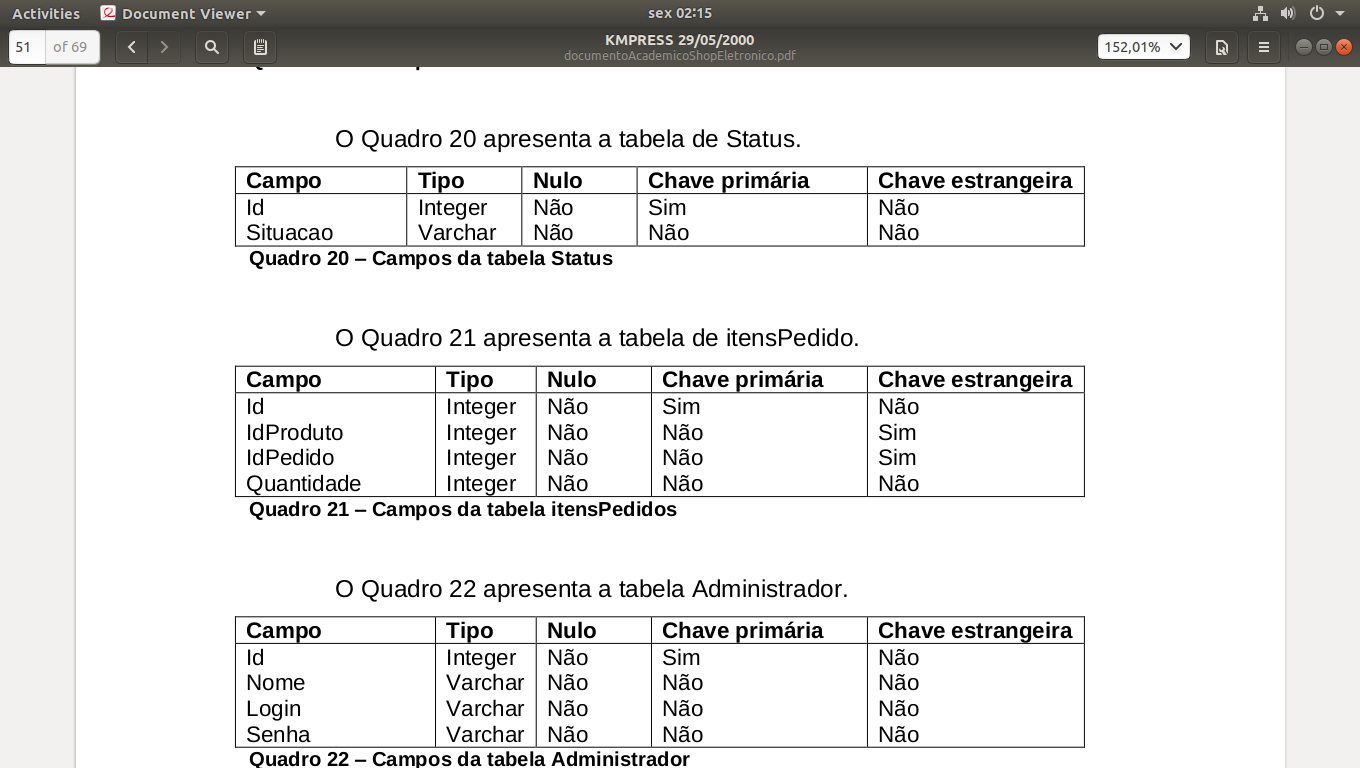 Activities Document Viewer sex 02:15
51 of 69 KMPRESS 29/05/2000 152,01%
documentoAcademicoShopEletronico.pdf
O Quadro 20 apresenta a tabela de Status.
Campo Tipo Nulo Chave primária Chave estrangeira
Id Integer Não Sim Não
Situacao Varchar Não Não Não
Quadro 20 – Campos da tabela Status
O Quadro 21 apresenta a tabela de itensPedido.
Campo Tipo Nulo Chave primária Chave estrangeira
Id Integer Não Sim Não
IdProduto Integer Não Não Sim
IdPedido Integer Não Não Sim
Quantidade Integer Não Não Não
Quadro 21 – Campos da tabela itensPedidos
O Quadro 22 apresenta a tabela Administrador.
Campo Tipo Nulo Chave primária Chave estrangeira
Id Integer Não Sim Não
Nome Varchar Não Não Não
Login Varchar Não Não Não
Senha Varchar Não Não Não
Quadro 22 – Campos da tabela Administrador